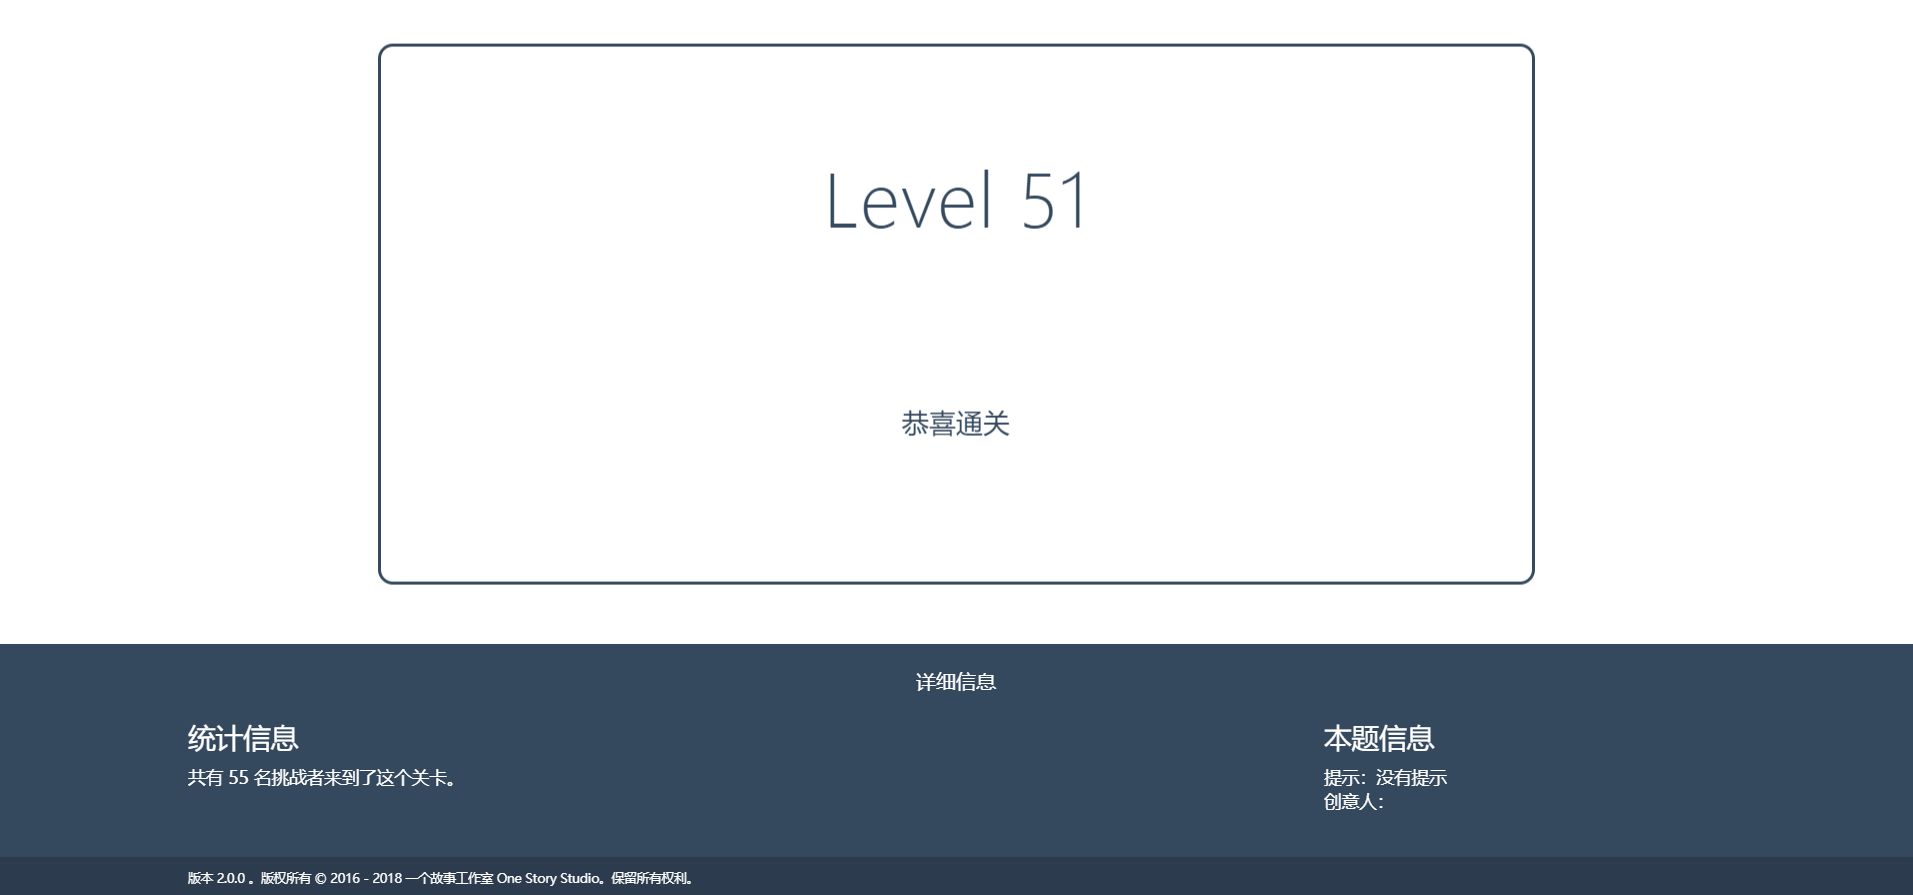 Level 51
恭喜通关
详细信息
统计信息
共有 55 名挑战者来到了这个关卡。
本题信息
提示：没有提示
创意人：
版本 2.0.0 。版权所有 © 2016 - 2018 一个故事工作室 One Story Studio。保留所有权利。